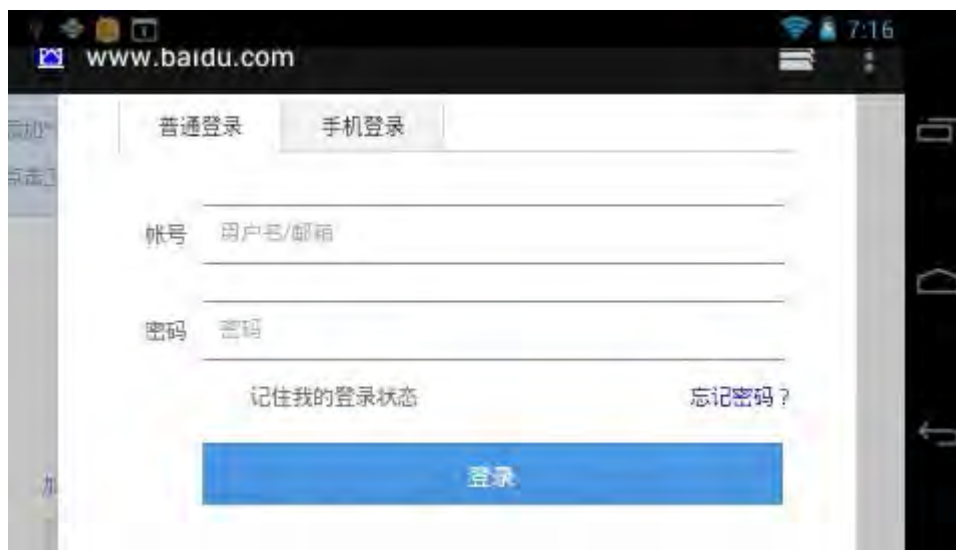 7:16
www.baidu.com
普通登录
手机登录
帐号
用户名/邮箱
密码
密码
记住我的登录状态
忘记密码？
登录